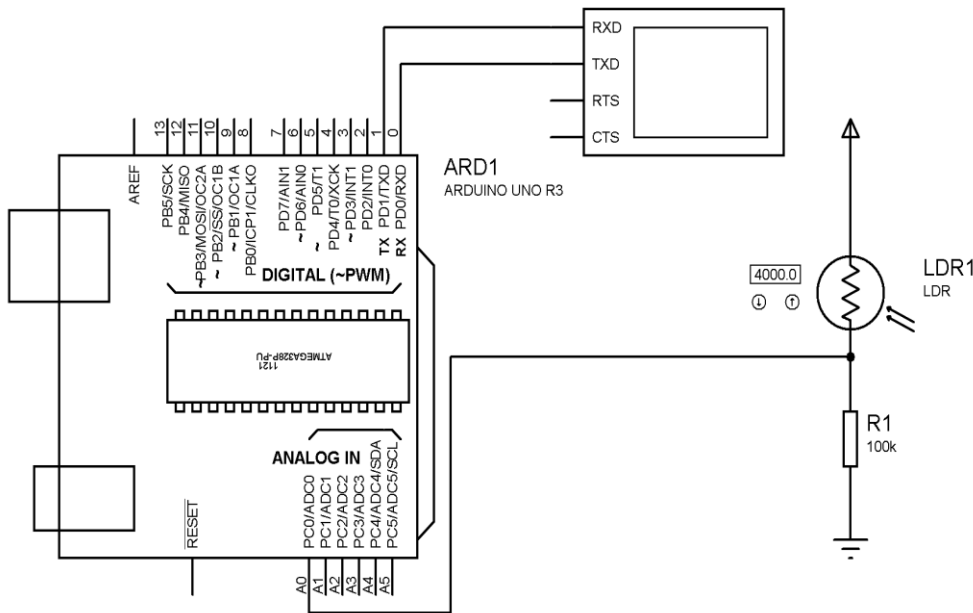 RXD
TXD
RTS
CTS
AREF
13
12
11
10
9
8
7
6
5
4
3
2
1
0
PB5/SCK
PB4/MISO
~PB3/MOSI/OC2A
~ PB2/SS/OC1B
~ PB1/OC1A
PB0/ICP1/CLKO
PD7/AIN1
~ PD6/AIN0
~ PD5/T1
PD4/T0/XCK
~ PD3/INT1
PD2/INT0
TX PD1/TXD
RX PD0/RXD
DIGITAL (~PWM)
ARD1
ARDUINO UNO R3
4000.0
LDR1
LDR
1121
ATMEGA328P-PU
R1
100k
ANALOG IN
RESET
PC0/ADC0
PC1/ADC1
PC2/ADC2
PC3/ADC3
PC4/ADC4/SDA
PC5/ADC5/SCL
A0
A1
A2
A3
A4
A5